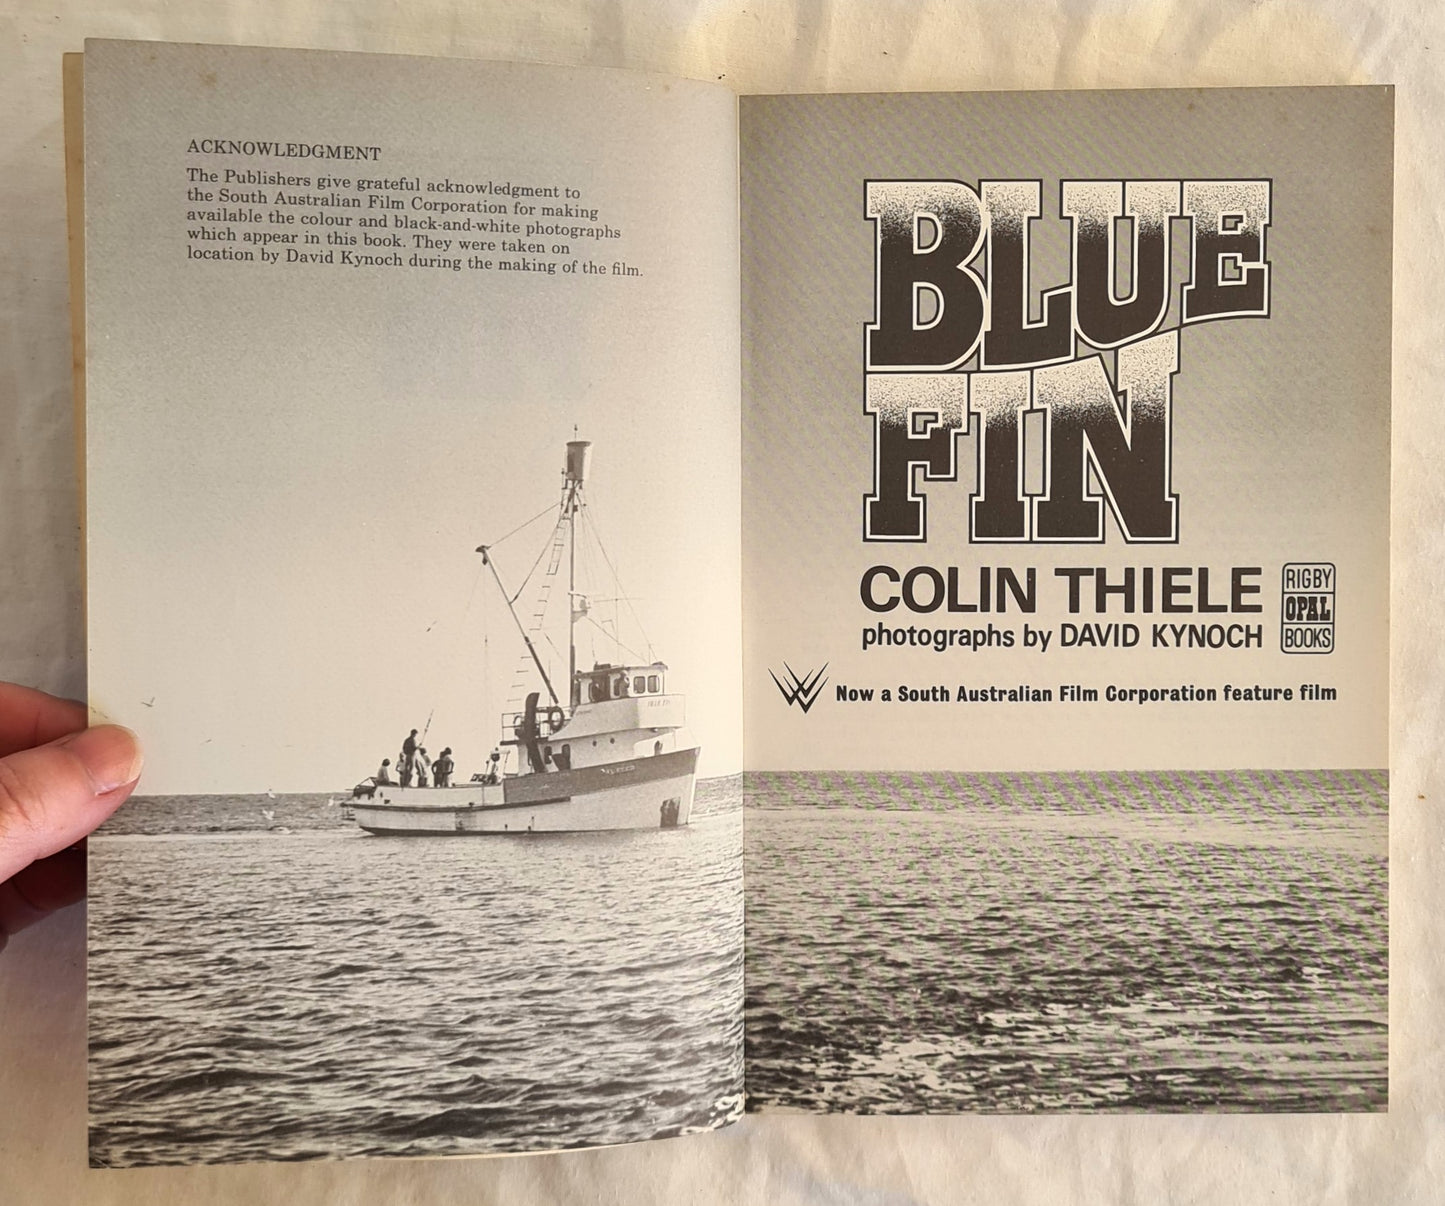 ACKNOWLEDGMENT
The Publishers give grateful acknowledgment to
the South Australian Film Corporation for making
available the colour and black-and-white photographs
which appear in this book. They were taken on
location by David Kynoch during the making of the film.
BLUE
FIN
COLIN THIELE
photographs by DAVID KYNOCH
RIGBY
OPAL
BOOKS
Now a South Australian Film Corporation feature film